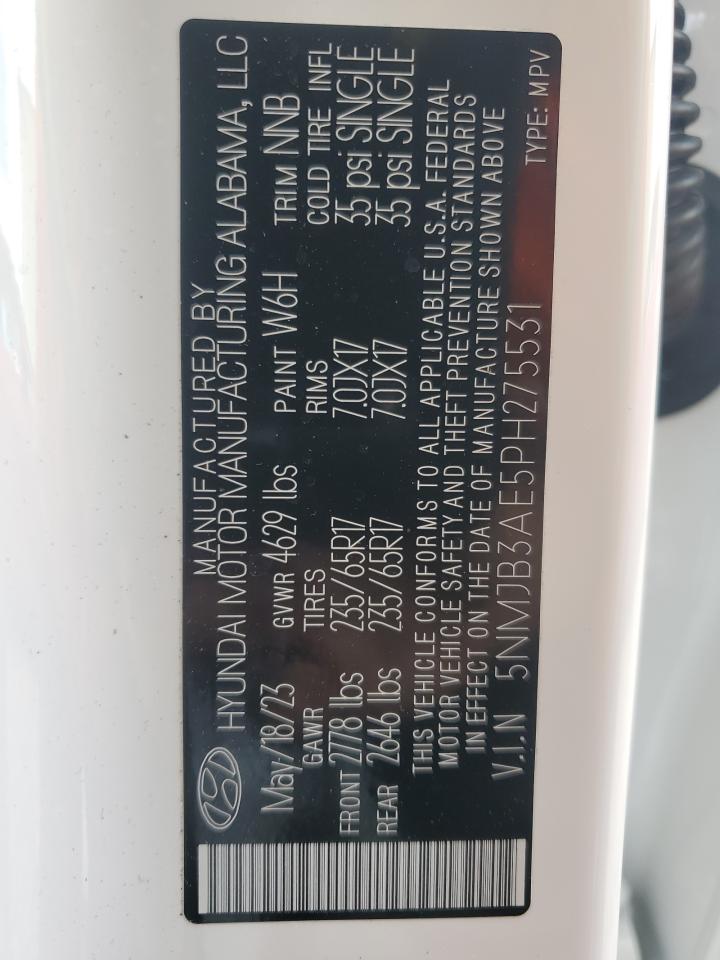 MANUFACTURED BY
HYUNDAI MOTOR MANUFACTURING ALABAMA, LLC
May/18/23 GVWR 4629 lbs PAINT W6H TRIM NNB
GAWR TIRES RIMS COLD TIRE INFL
FRONT 2778 lbs 235/65R17 7.0JX17 35 psi SINGLE
REAR 2646 lbs 235/65R17 7.0JX17 35 psi SINGLE
THIS VEHICLE CONFORMS TO ALL APPLICABLE U.S.A. FEDERAL
MOTOR VEHICLE SAFETY AND THEFT PREVENTION STANDARDS
IN EFFECT ON THE DATE OF MANUFACTURE SHOWN ABOVE
V.I.N 5NMJB3AE5PH275531 TYPE: MPV